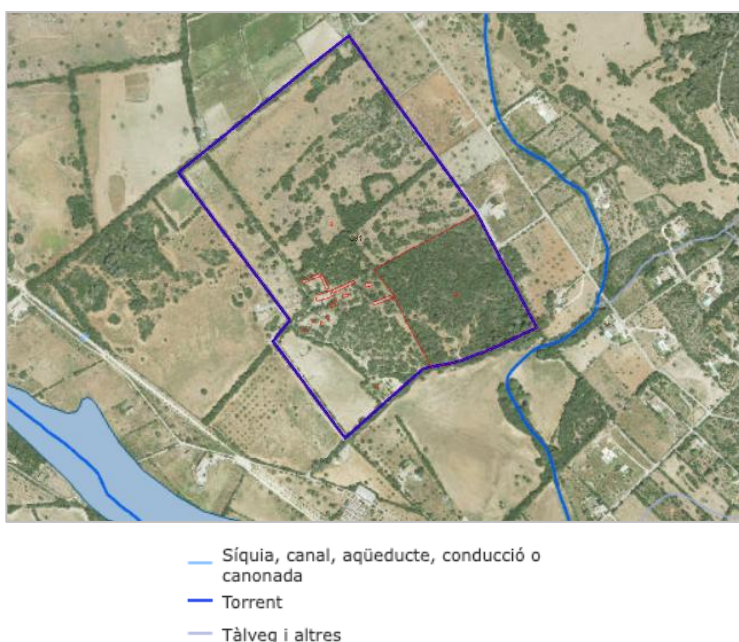 Síquia, canal, aqüeducte, conducció o
canonada
Torrent
Tàlveg i altres